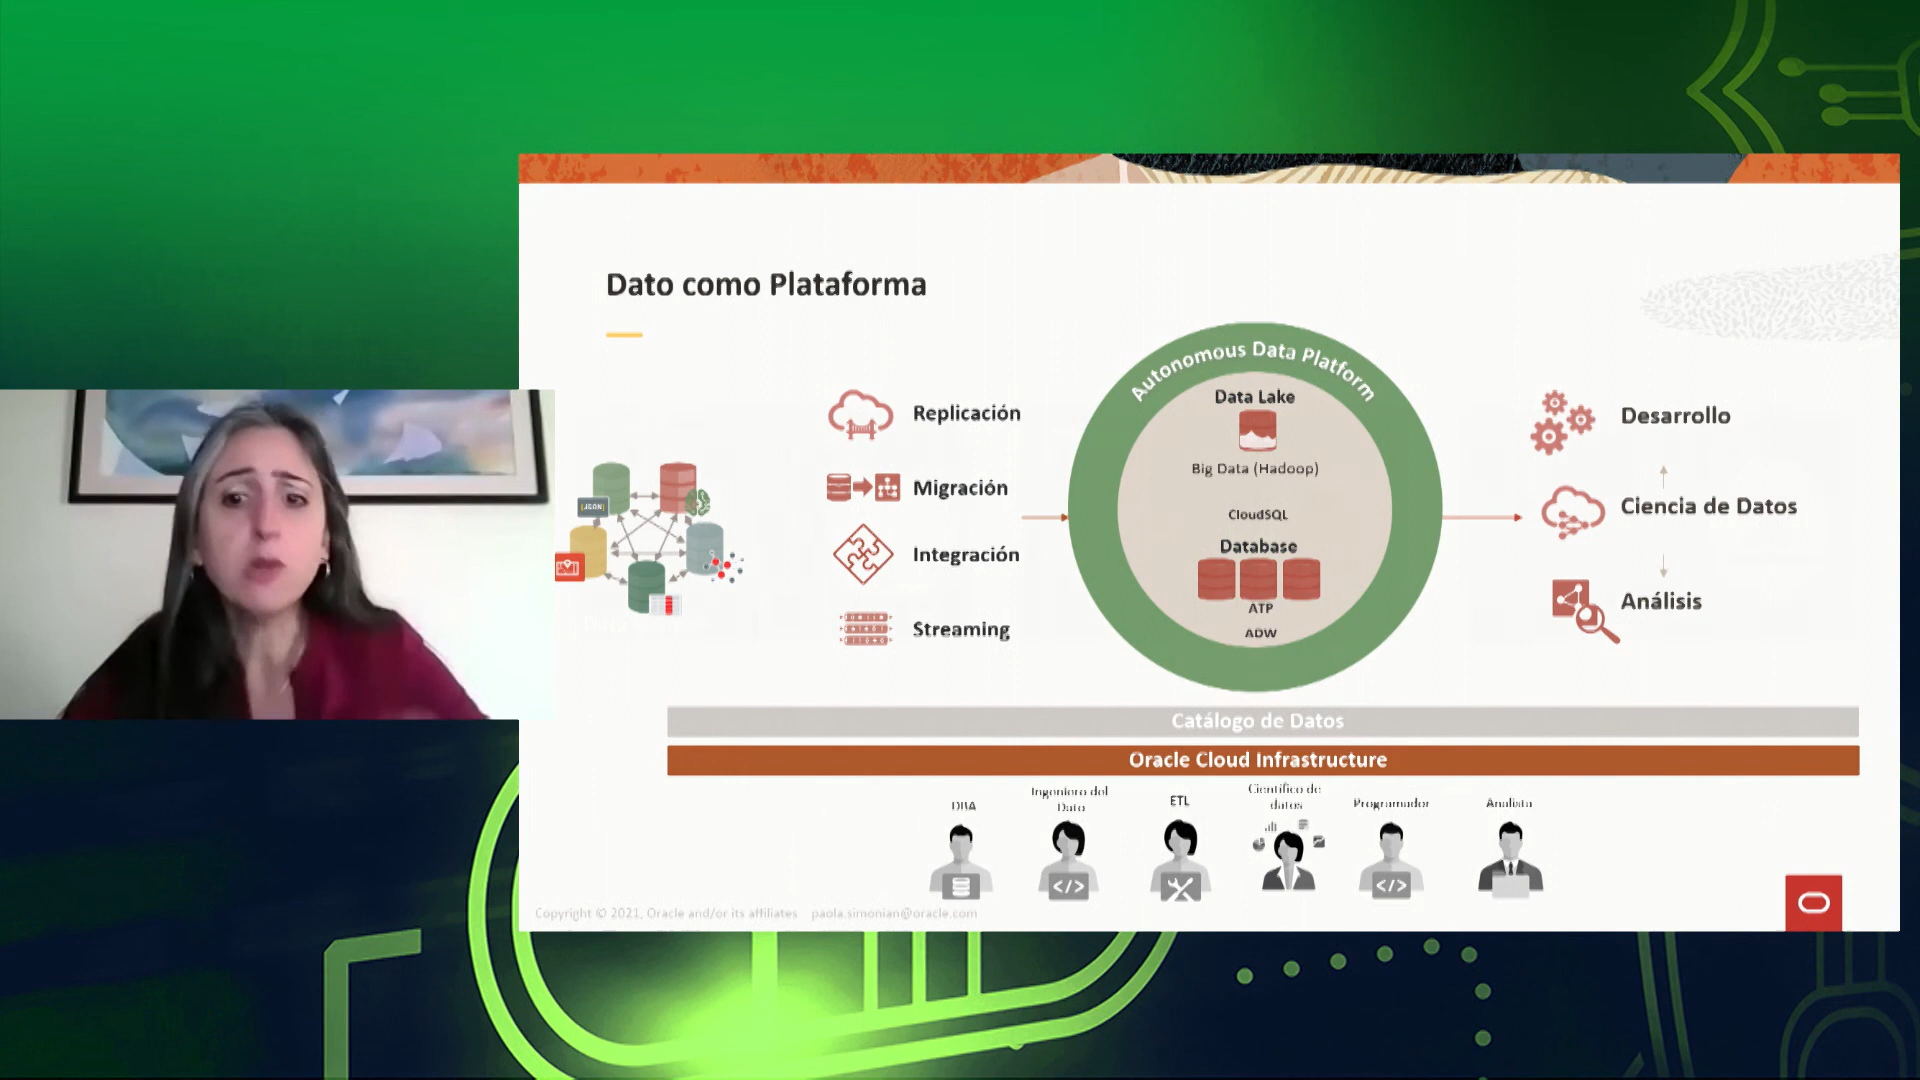 Dato como Plataforma
Replicación
Migración
Integración
Streaming
{JSON}
Autonomous Data Platform
Data Lake
Big Data (Hadoop)
CloudSQL
Database
ATP
ADW
Desarrollo
Ciencia de Datos
Análisis
Catálogo de Datos
Oracle Cloud Infrastructure
DBA
Ingeniero del
Dato
ETL
Científico de
datos
Programador
Analista
</>
</>
Copyright © 2021, Oracle and/or its affiliates paola.simonian@oracle.com